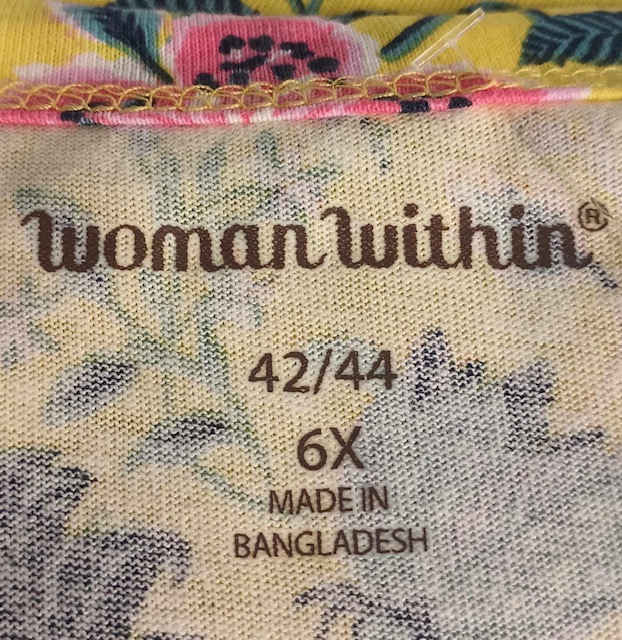 woman within®
42/44
6X
MADE IN
BANGLADESH